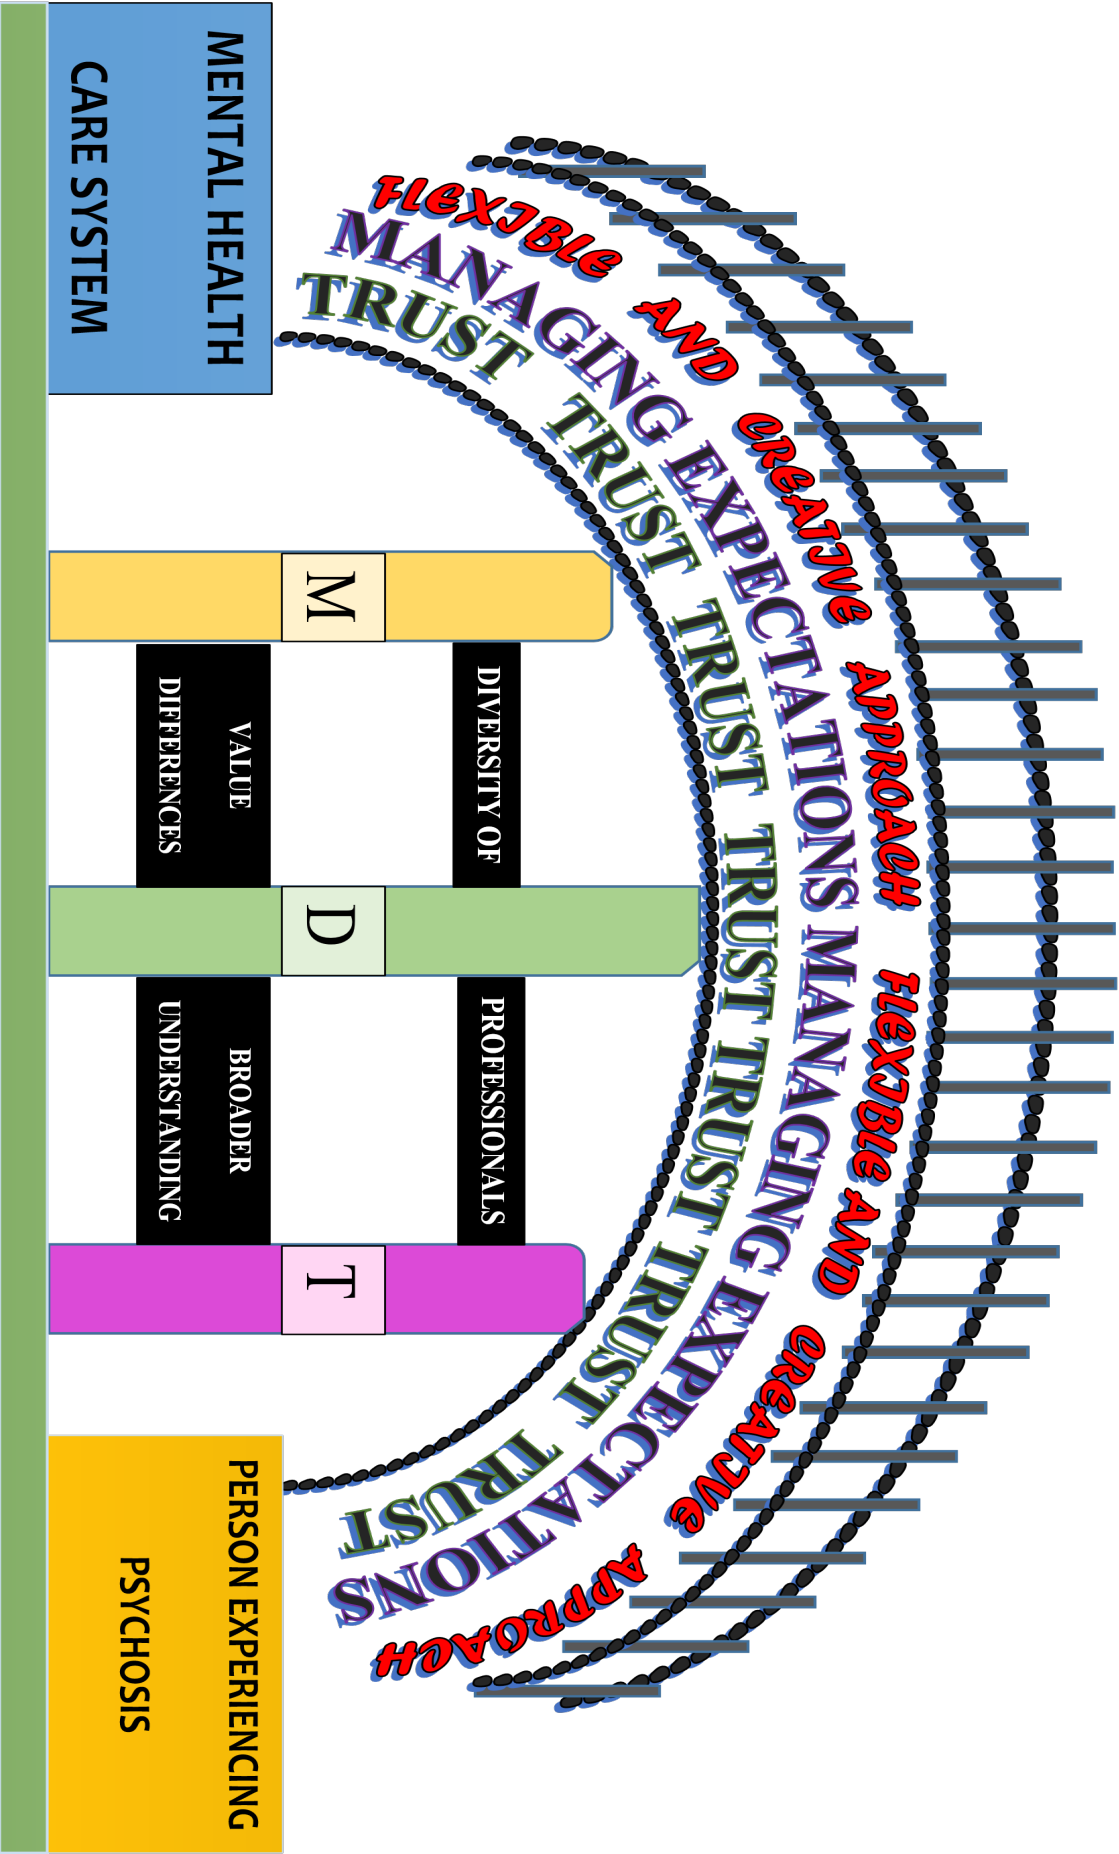 FLEXIBLE AND CREATIVE APPROACH FLEXIBLE AND CREATIVE APPROACH
MANAGING EXPECTATIONS MANAGING EXPECTATIONS
TRUST TRUST TRUST TRUST TRUST TRUST TRUST
DIVERSITY OF
PROFESSIONALS
M
D
T
VALUE
DIFFERENCES
BROADER
UNDERSTANDING
MENTAL HEALTH
CARE SYSTEM
PERSON EXPERIENCING
PSYCHOSIS